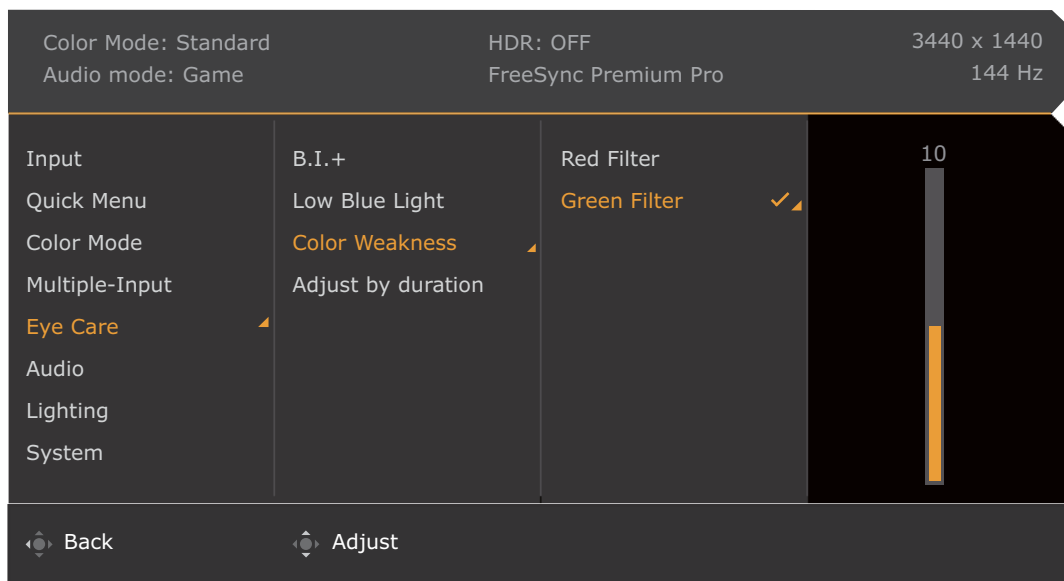 Color Mode: Standard
HDR: OFF
3440 x 1440
Audio mode: Game
FreeSync Premium Pro
144 Hz
Input
Quick Menu
Color Mode
Multiple-Input
Eye Care
Audio
Lighting
System
B.I.+
Low Blue Light
Color Weakness
Adjust by duration
Red Filter
Green Filter
10
Back
Adjust